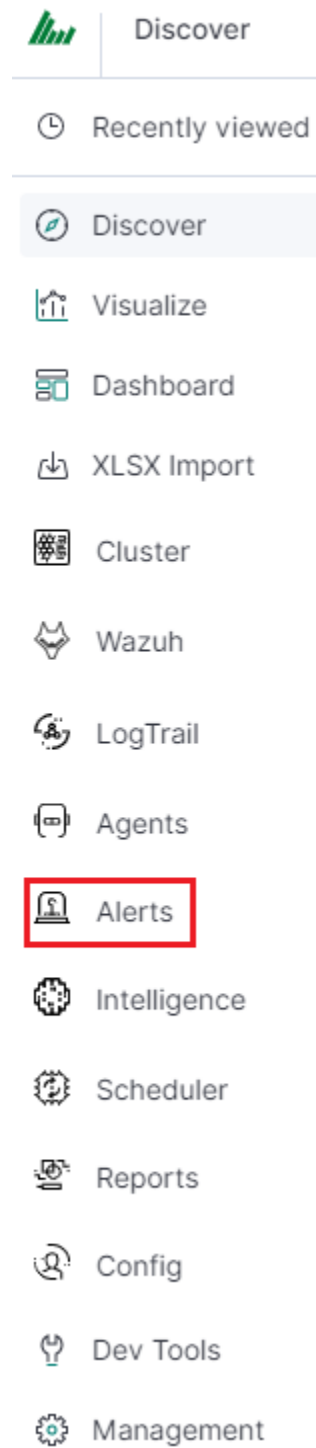 Discover
Recently viewed
Discover
Visualize
Dashboard
XLSX Import
Cluster
Wazuh
LogTrail
Agents
Alerts
Intelligence
Scheduler
Reports
Config
Dev Tools
Management